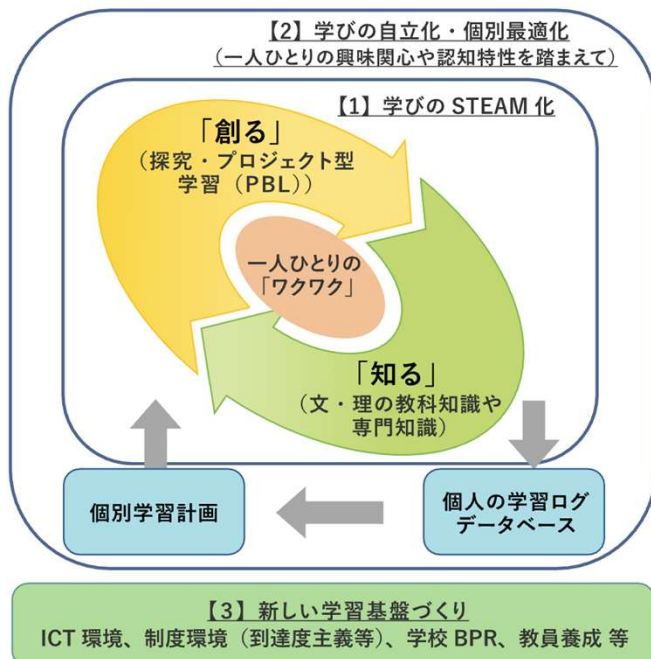 【2】学びの自立化・個別最適化
(一人ひとりの興味関心や認知特性を踏まえて)
【1】学びの STEAM 化
「創る」
(探究・プロジェクト型
学習（PBL））
一人ひとりの
「ワクワク」
「知る」
(文・理の教科知識や
専門知識)
個別学習計画
個人の学習ログ
データベース
【3】新しい学習基盤づくり
ICT 環境、制度環境（到達度主義等）、学校 BPR、教員養成 等